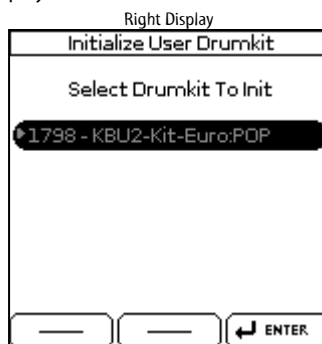 Right Display
Initialize User Drumkit
Select Drumkit To Init
1798 - KBU2-Kit-Euro:POP
ENTER